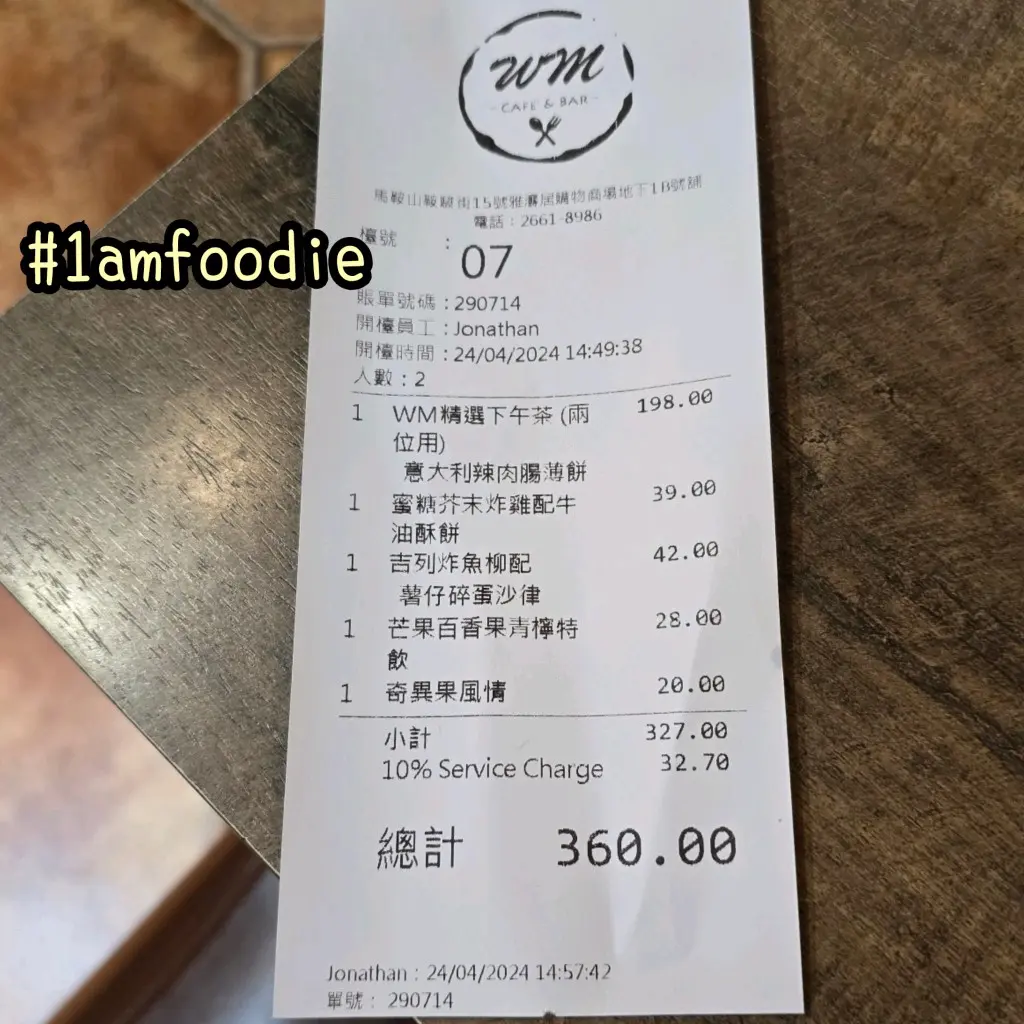 WM
CAFE & BAR
馬鞍山鞍駿街15號雅濤居購物商場地下1B號舖
電話：2661-8986
#1amfoodie
檯號 :
07
賬單號碼：290714
開檯員工：Jonathan
開檯時間：24/04/2024 14:49:38
人數：2
1 WM精選下午茶 (兩 198.00
位用)
意大利辣肉腸薄餅
1 蜜糖芥末炸雞配牛 39.00
油酥餅
1 吉列炸魚柳配 42.00
薯仔碎蛋沙律
1 芒果百香果青檸特 28.00
飲
1 奇異果風情 20.00
小計 327.00
10% Service Charge 32.70
總計 360.00
Jonathan : 24/04/2024 14:57:42
單號： 290714